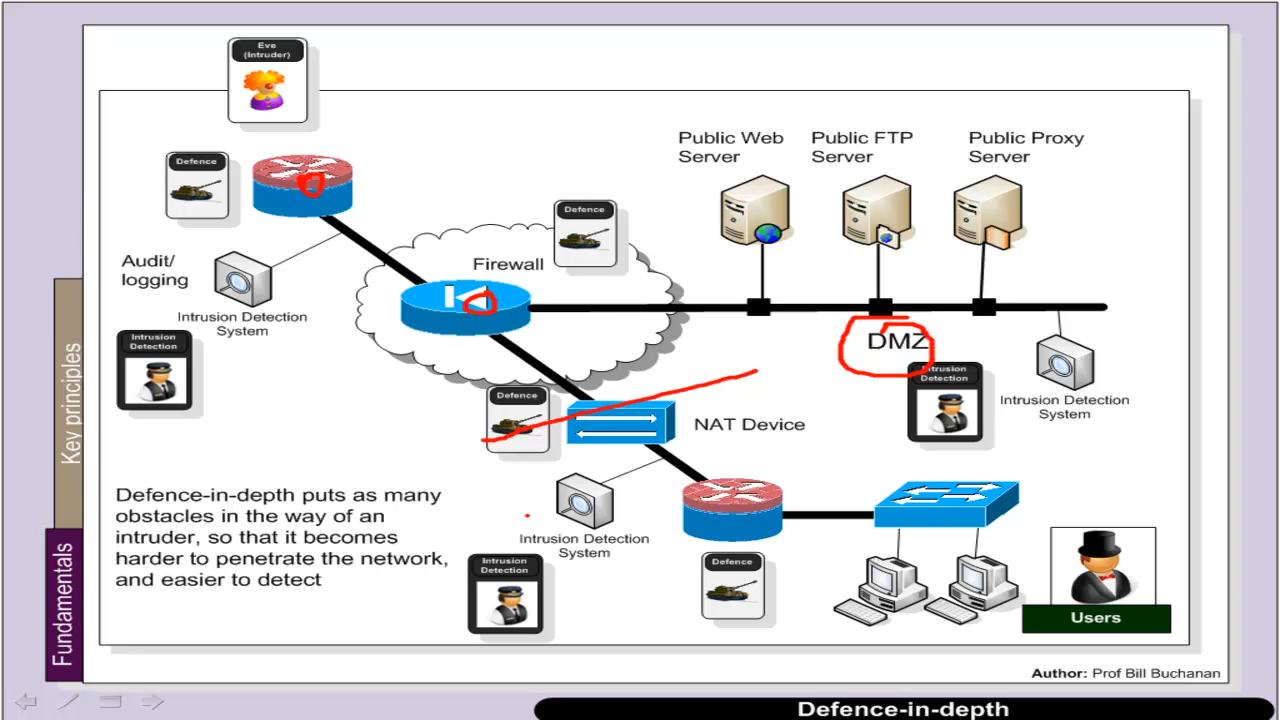 Eve
(Intruder)
Defence
Public Web
Server
Public FTP
Server
Public Proxy
Server
Defence
Audit/
logging
Firewall
Intrusion Detection
System
Intrusion
Detection
DMZ
Intrusion
Detection
Intrusion Detection
System
Defence
NAT Device
Key principles
Defence-in-depth puts as many
obstacles in the way of an
intruder, so that it becomes
harder to penetrate the network,
and easier to detect
Intrusion Detection
System
Intrusion
Detection
Defence
Users
Fundamentals
Author: Prof Bill Buchanan
Defence-in-depth